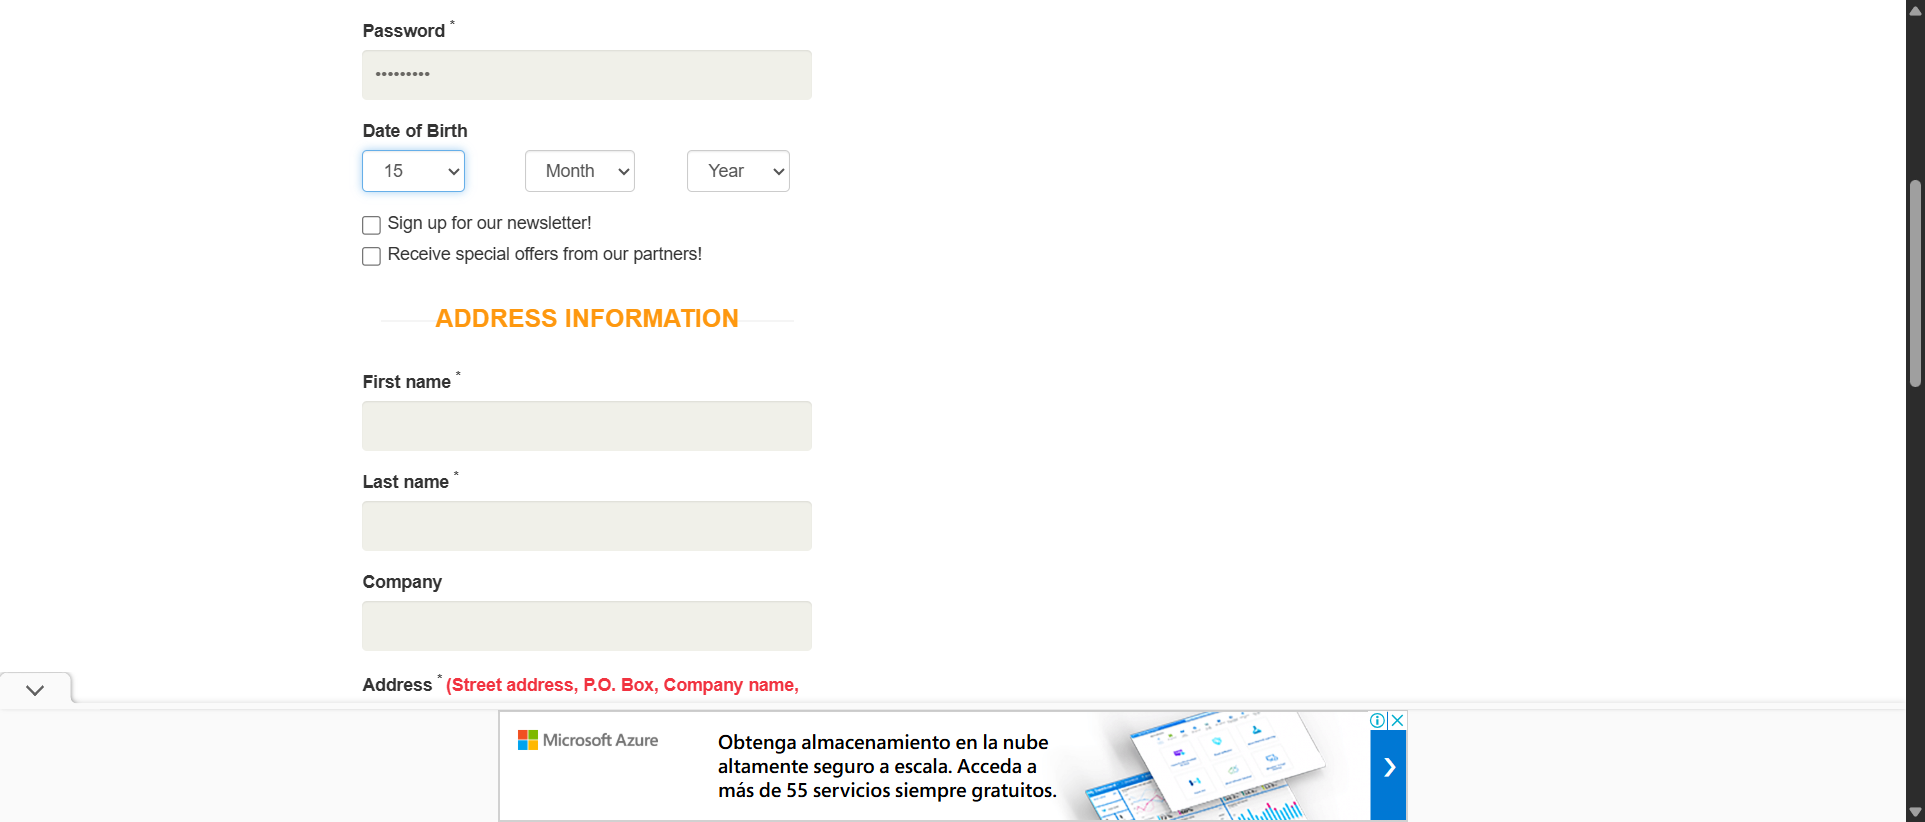 Password *
•••••••••
Date of Birth
15 Month Year
Sign up for our newsletter!
Receive special offers from our partners!
ADDRESS INFORMATION
First name *
Last name *
Company
Address * (Street address, P.O. Box, Company name,
Microsoft Azure
Obtenga almacenamiento en la nube
altamente seguro a escala. Acceda a
más de 55 servicios siempre gratuitos.